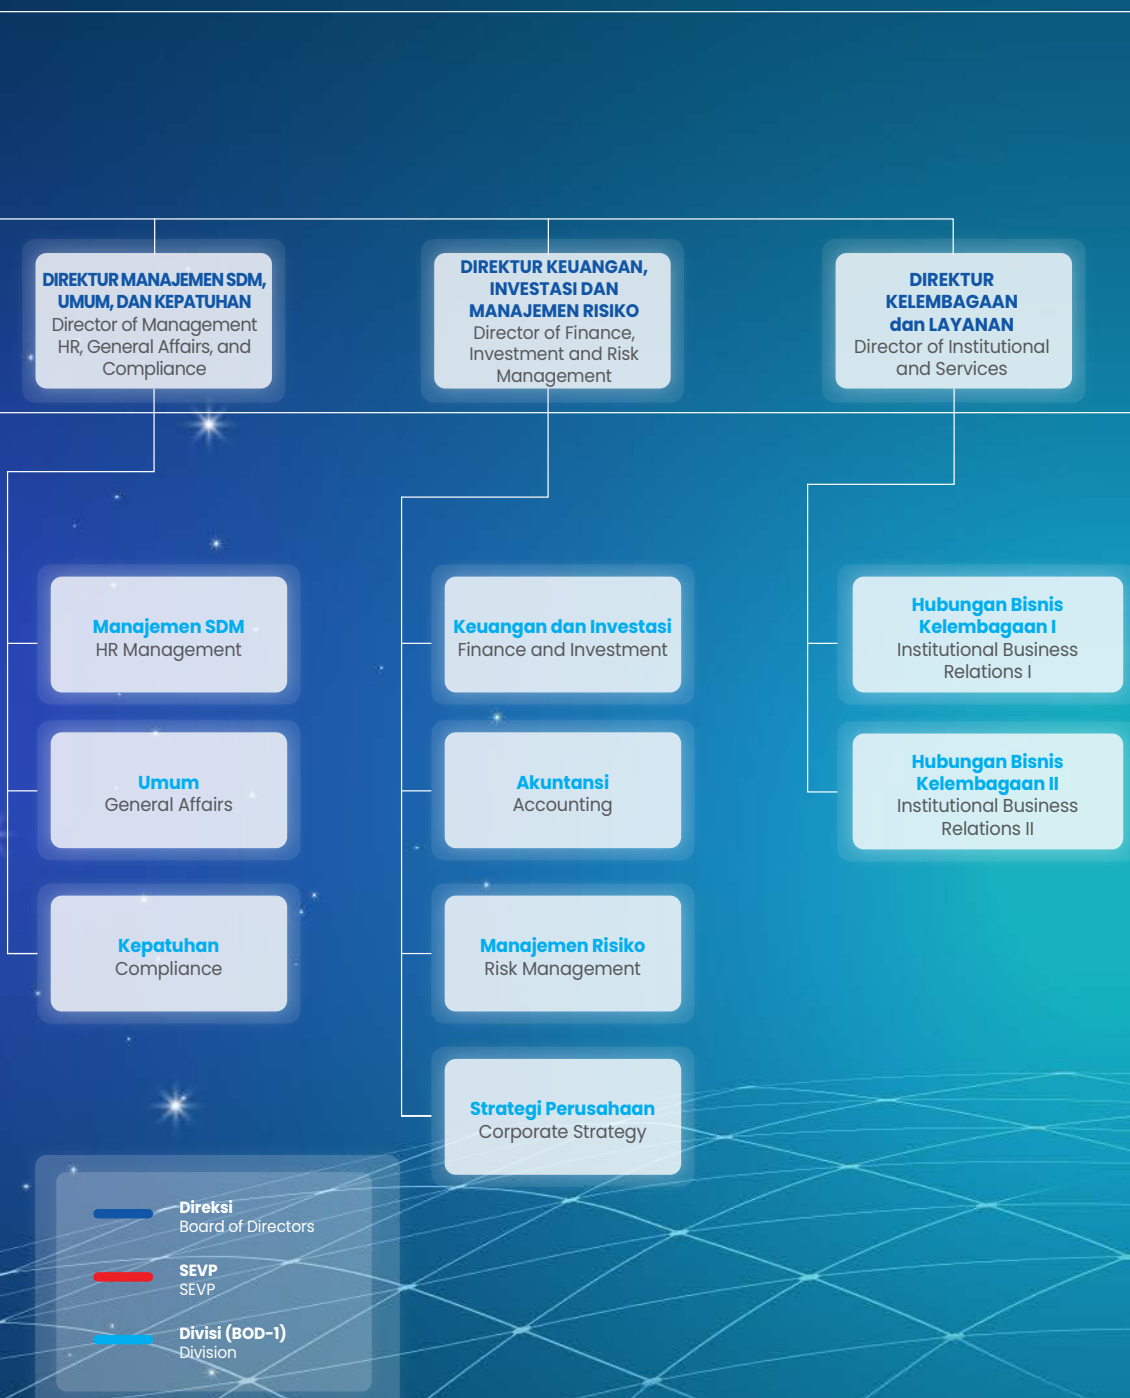 DIREKTUR MANAJEMEN SDM,
UMUM, DAN KEPATUHAN
Director of Management
HR, General Affairs, and
Compliance
DIREKTUR KEUANGAN,
INVESTASI DAN
MANAJEMEN RISIKO
Director of Finance,
Investment and Risk
Management
DIREKTUR
KELEMBAGAAN
dan LAYANAN
Director of Institutional
and Services
Manajemen SDM
HR Management
Umum
General Affairs
Kepatuhan
Compliance
Keuangan dan Investasi
Finance and Investment
Akuntansi
Accounting
Manajemen Risiko
Risk Management
Strategi Perusahaan
Corporate Strategy
Hubungan Bisnis
Kelembagaan I
Institutional Business
Relations I
Hubungan Bisnis
Kelembagaan II
Institutional Business
Relations II
Direksi
Board of Directors
SEVP
SEVP
Divisi (BOD-1)
Division